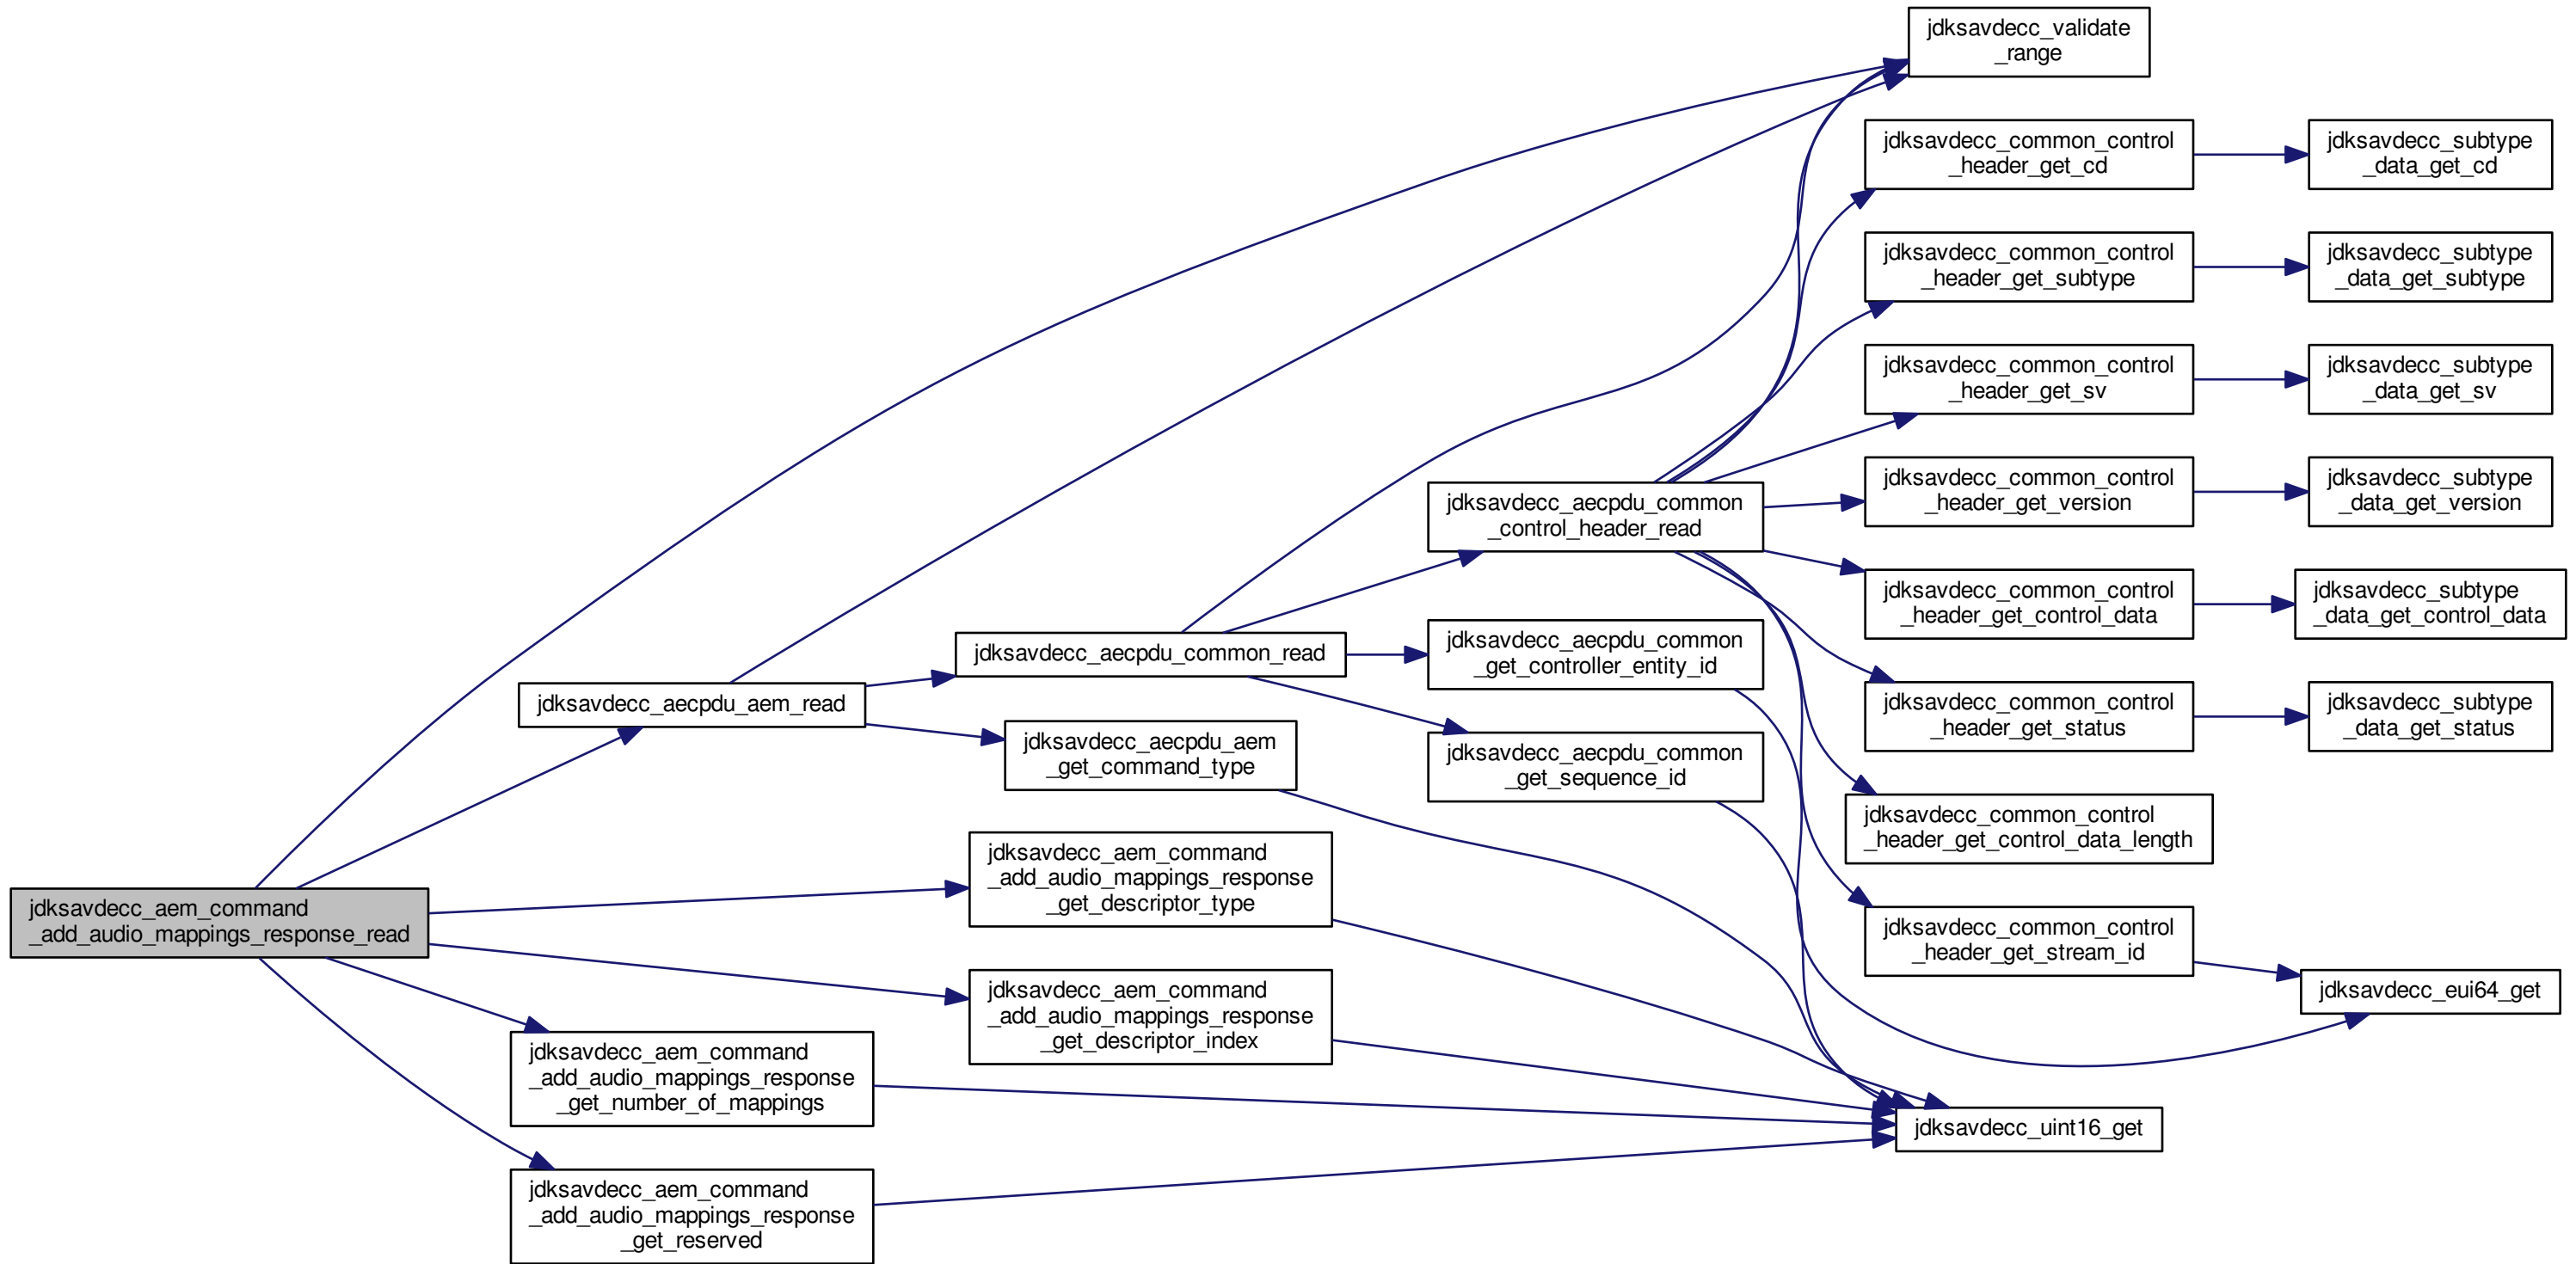 jdksavdecc_aem_command
_add_audio_mappings_response_read
jdksavdecc_aecpdu_aem_read
jdksavdecc_aem_command
_add_audio_mappings_response
_get_number_of_mappings
jdksavdecc_aem_command
_add_audio_mappings_response
_get_reserved
jdksavdecc_aecpdu_common_read
jdksavdecc_aecpdu_aem
_get_command_type
jdksavdecc_aem_command
_add_audio_mappings_response
_get_descriptor_type
jdksavdecc_aem_command
_add_audio_mappings_response
_get_descriptor_index
jdksavdecc_aecpdu_common
_control_header_read
jdksavdecc_aecpdu_common
_get_controller_entity_id
jdksavdecc_aecpdu_common
_get_sequence_id
jdksavdecc_validate
_range
jdksavdecc_common_control
_header_get_cd
jdksavdecc_common_control
_header_get_subtype
jdksavdecc_common_control
_header_get_sv
jdksavdecc_common_control
_header_get_version
jdksavdecc_common_control
_header_get_control_data
jdksavdecc_common_control
_header_get_status
jdksavdecc_common_control
_header_get_control_data_length
jdksavdecc_common_control
_header_get_stream_id
jdksavdecc_uint16_get
jdksavdecc_subtype
_data_get_cd
jdksavdecc_subtype
_data_get_subtype
jdksavdecc_subtype
_data_get_sv
jdksavdecc_subtype
_data_get_version
jdksavdecc_subtype
_data_get_control_data
jdksavdecc_subtype
_data_get_status
jdksavdecc_eui64_get